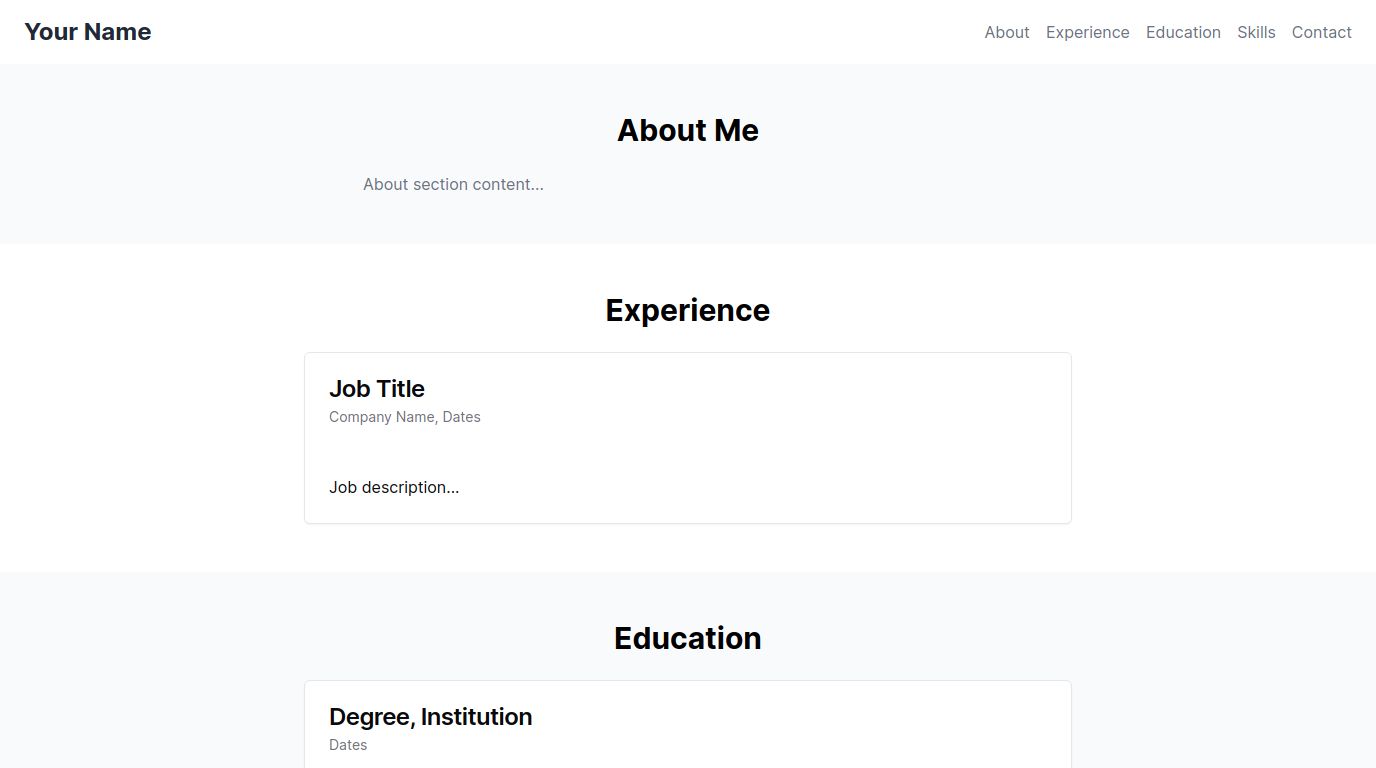 Your Name
About Experience Education Skills Contact
About Me
About section content...
Experience
Job Title
Company Name, Dates
Job description...
Education
Degree, Institution
Dates